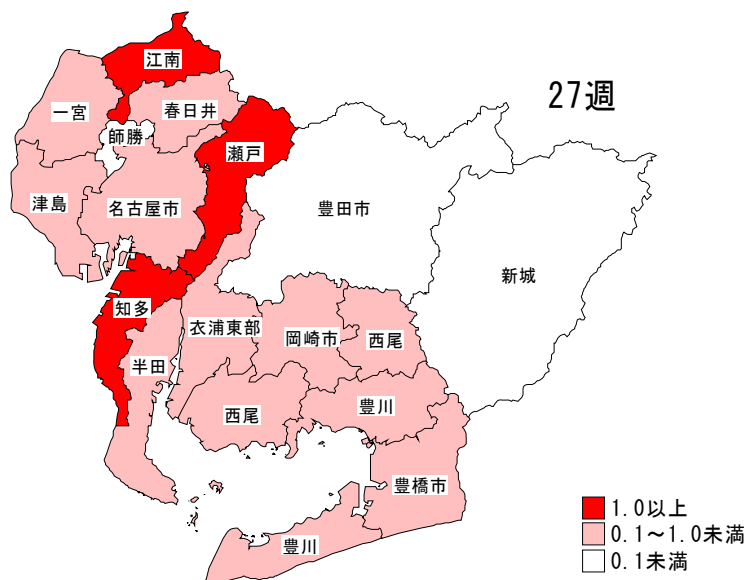 江南
27週
一宮
春日井
師勝
瀬戸
津島
名古屋市
豊田市
新城
知多
衣浦東部
岡崎市
西尾
半田
西尾
豊川
豊橋市
豊川
1.0以上
0.1～1.0未満
0.1未満